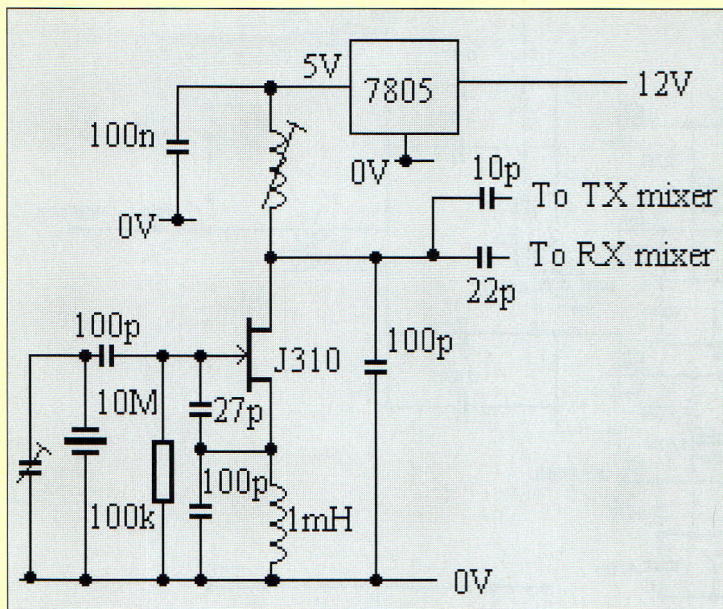 5V
7805
12V
100n
0V
0V
10p
To TX mixer
To RX mixer
22p
100p
J310
100p
10M
27p
100p
100k
1mH
0V